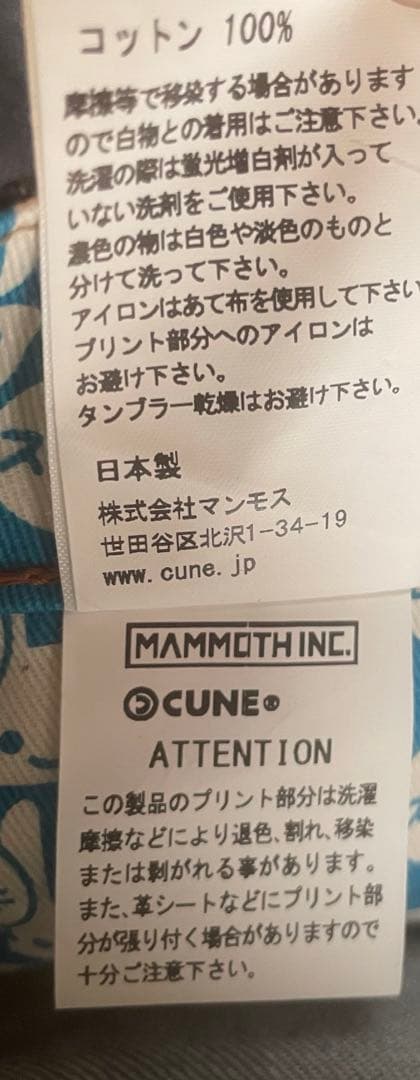 コットン 100%
摩擦等で移染する場合があります
ので白物との着用はご注意下さい。
洗濯の際は蛍光増白剤が入って
いない洗剤をご使用下さい。
濃色の物は白色や淡色のものと
分けて洗って下さい。
アイロンはあて布を使用して下さい
プリント部分へのアイロンは
お避け下さい。
タンブラー乾燥はお避け下さい。
日本製
株式会社マンモス
世田谷区北沢1-34-19
www.cune.jp
MAMMOTH INC.
CUNE®
ATTENTION
この製品のプリント部分は洗濯
摩擦などにより退色、割れ、移染
または剥がれる事があります。
また、革シートなどにプリント部
分が張り付く場合がありますので
十分ご注意下さい。